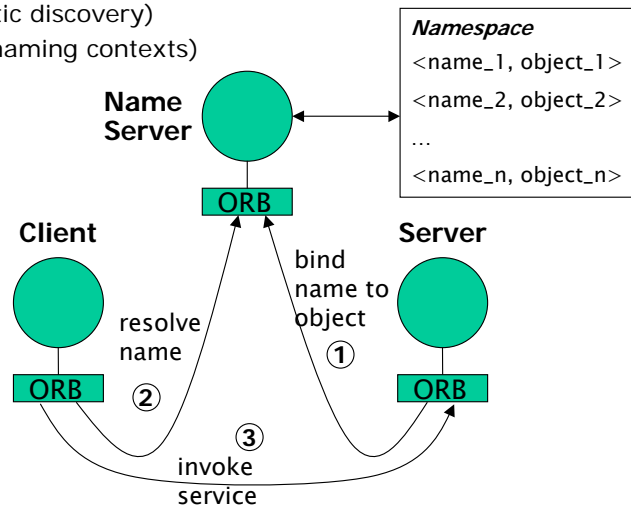 tic discovery)
naming contexts)
Namespace
<name_1, object_1>
<name_2, object_2>
...
<name_n, object_n>
Name
Server
ORB
Client
Server
bind
name to
object
①
resolve
name
②
ORB
ORB
③
invoke
service